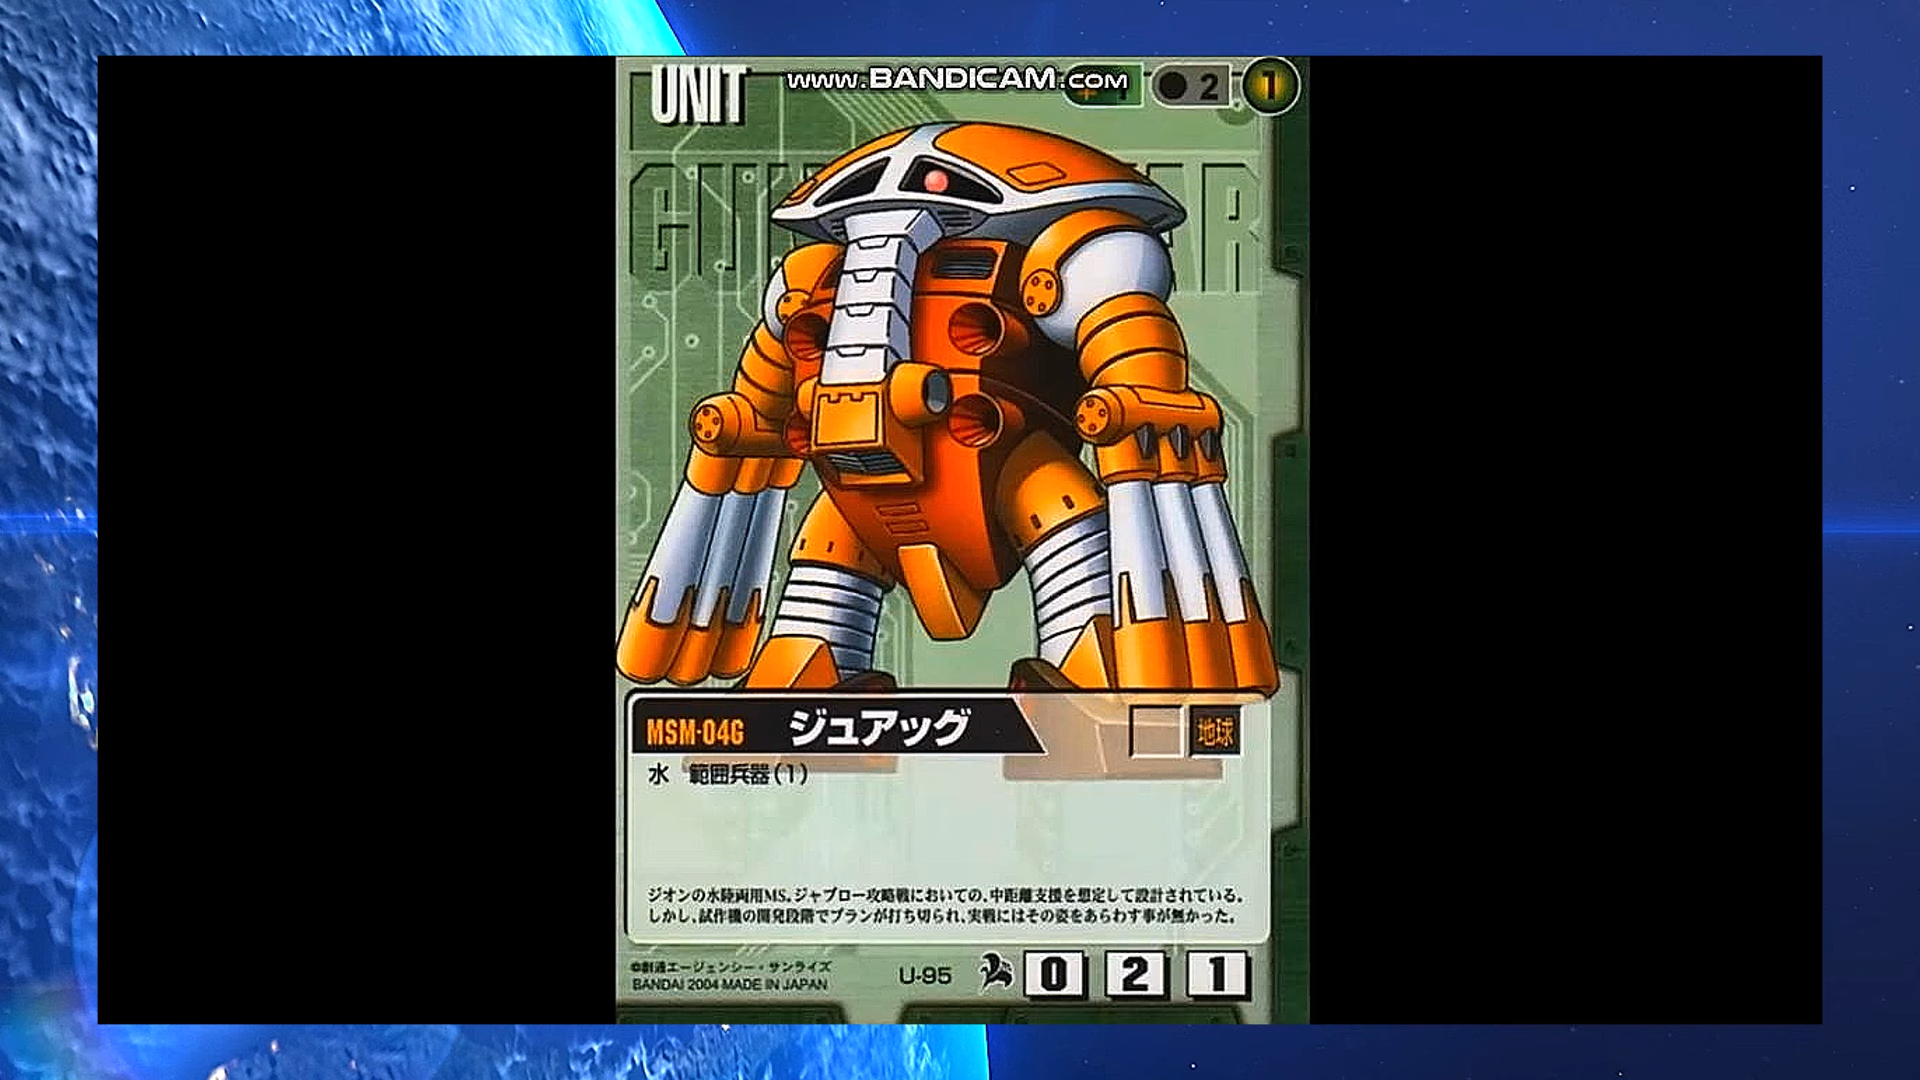 UNIT
www.BANDICAM.com
2
1
MSM-04G ジュアッグ
地球
水 範囲兵器(1)
ジオンの水陸両用MS。ジャブロー攻略戦においての、中距離支援を想定して設計されている。
しかし、試作機の開発段階でプランが打ち切られ、実戦にはその姿をあらわす事が無かった。
©創通エージェンシー・サンライズ
BANDAI 2004 MADE IN JAPAN
U-95
0 2 1